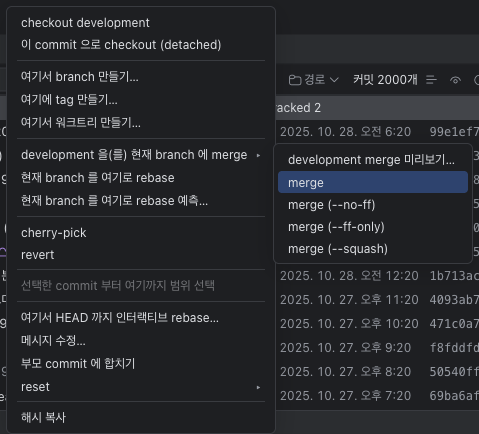 checkout development
이 commit 으로 checkout (detached)
여기서 branch 만들기...
여기에 tag 만들기...
여기서 워크트리 만들기...
development 을(를) 현재 branch 에 merge
현재 branch 를 여기로 rebase
현재 branch 를 여기로 rebase 예측...
cherry-pick
revert
선택한 commit 부터 여기까지 범위 선택
여기서 HEAD 까지 인터랙티브 rebase...
메시지 수정...
부모 commit 에 합치기
reset
해시 복사
development merge 미리보기...
merge
merge (--no-ff)
merge (--ff-only)
merge (--squash)
경로
커밋 2000개
racked 2
2025. 10. 28. 오전 6:20 99e1ef7
2025. 10. 28. 오전 12:20 1b713ac
2025. 10. 27. 오후 11:20 4093ab7
2025. 10. 27. 오후 10:20 471c0a7
2025. 10. 27. 오후 9:20 f8fddfd
2025. 10. 27. 오후 8:20 50540ff
2025. 10. 27. 오후 7:20 69ba6af